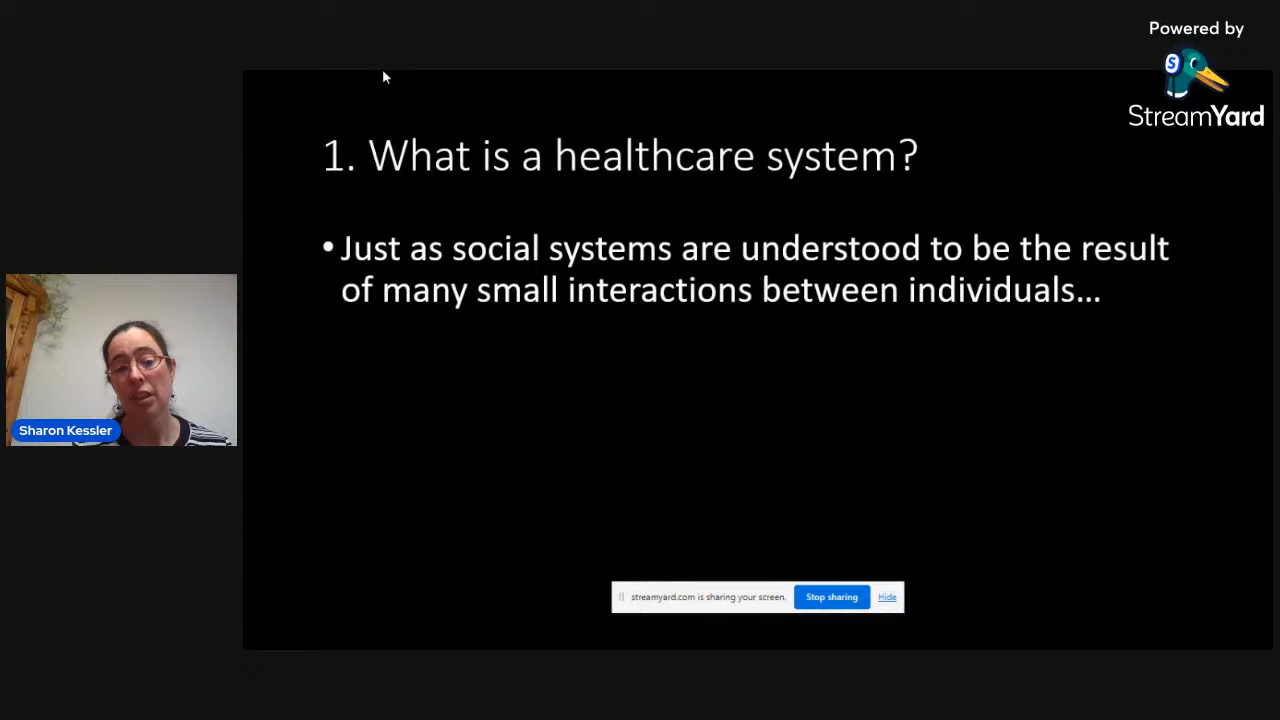 Powered by
S
StreamYard
1. What is a healthcare system?
• Just as social systems are understood to be the result
of many small interactions between individuals...
Sharon Kessler
streamyard.com is sharing your screen. Stop sharing Hide